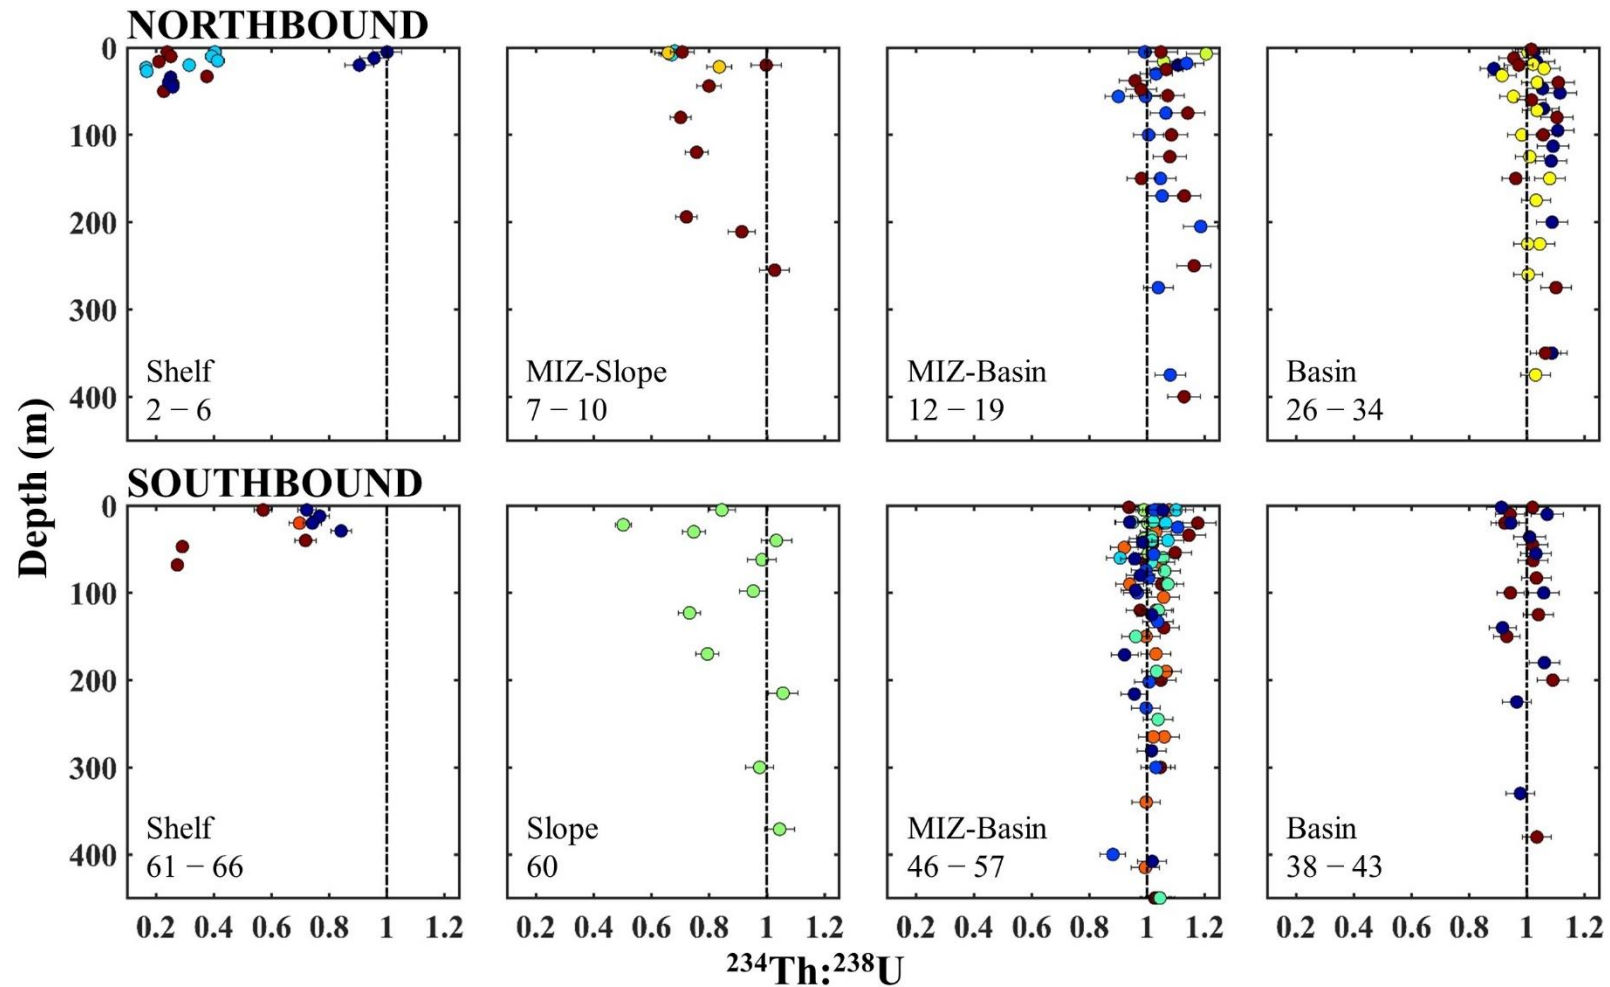 NORTHBOUND
0
100
200
300
400
Shelf
2 – 6
MIZ-Slope
7 – 10
MIZ-Basin
12 – 19
Basin
26 – 34
Depth (m)
SOUTHBOUND
0
100
200
300
400
Shelf
61 – 66
Slope
60
MIZ-Basin
46 – 57
Basin
38 – 43
0.2 0.4 0.6 0.8 1 1.2
0.2 0.4 0.6 0.8 1 1.2
0.2 0.4 0.6 0.8 1 1.2
0.2 0.4 0.6 0.8 1 1.2
²³⁴Th:²³⁸U